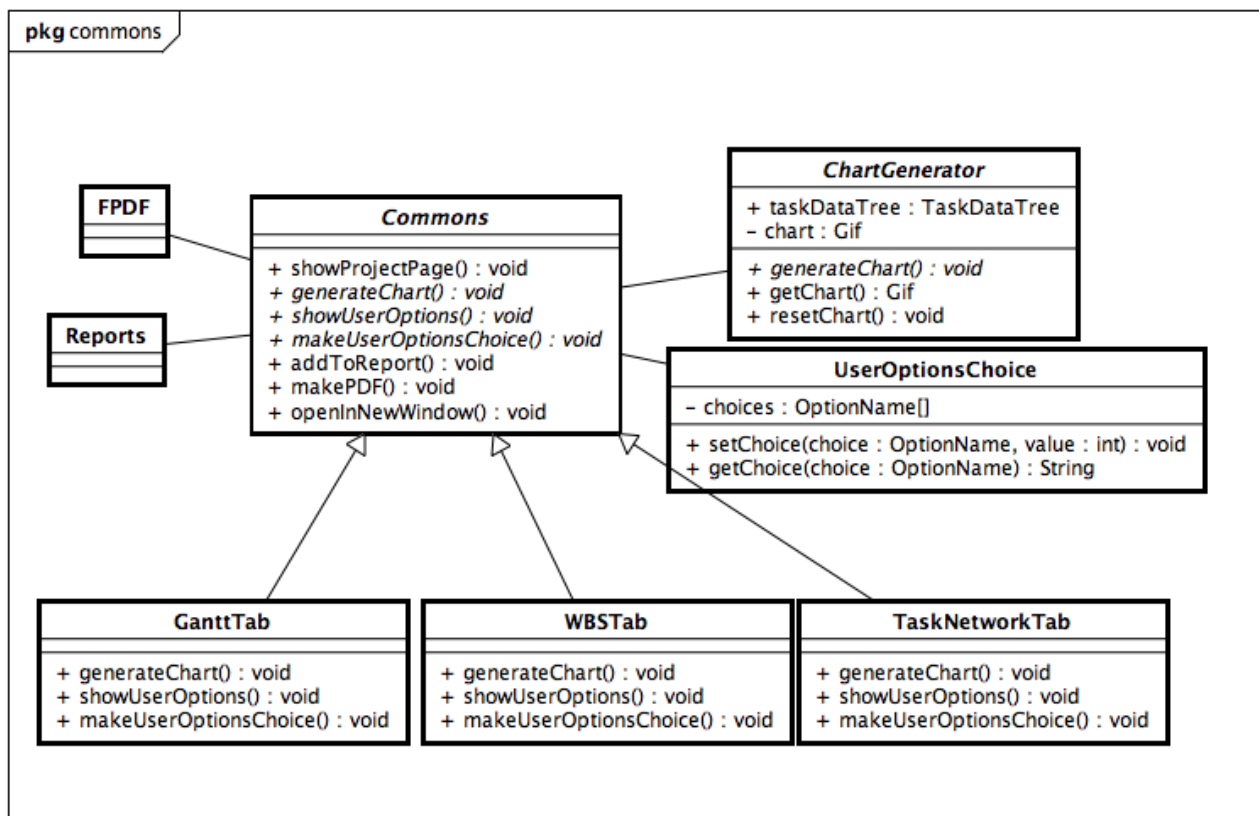 pkg commons
FPDF
Reports
Commons
+ showProjectPage() : void
+ generateChart() : void
+ showUserOptions() : void
+ makeUserOptionsChoice() : void
+ addToReport() : void
+ makePDF() : void
+ openInNewWindow() : void
ChartGenerator
+ taskDataTree : TaskDataTree
– chart : Gif
+ generateChart() : void
+ getChart() : Gif
+ resetChart() : void
UserOptionsChoice
– choices : OptionName[]
+ setChoice(choice : OptionName, value : int) : void
+ getChoice(choice : OptionName) : String
GanttTab
+ generateChart() : void
+ showUserOptions() : void
+ makeUserOptionsChoice() : void
WBSTab
+ generateChart() : void
+ showUserOptions() : void
+ makeUserOptionsChoice() : void
TaskNetworkTab
+ generateChart() : void
+ showUserOptions() : void
+ makeUserOptionsChoice() : void